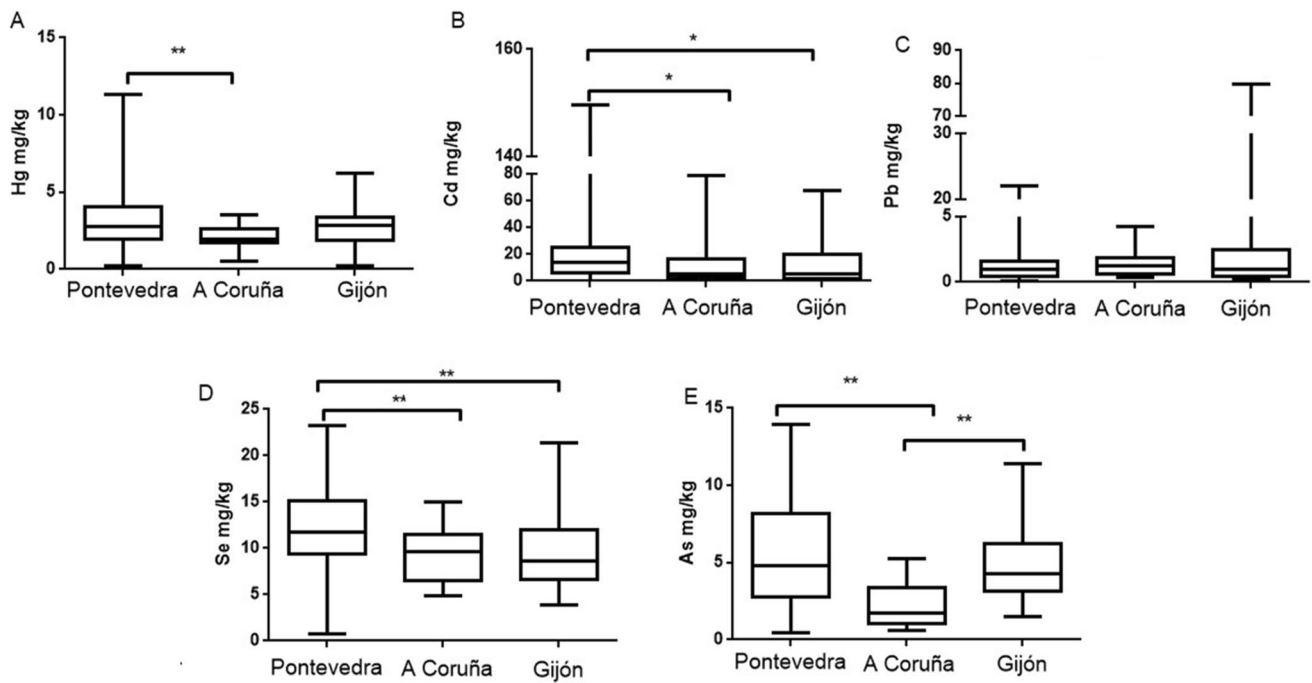 A
Hg mg/kg
15
10
5
0
**
Pontevedra A Coruña Gijón
B
Cd mg/kg
160
140
80
60
40
20
0
*
*
Pontevedra A Coruña Gijón
C
Pb mg/kg
90
80
70
30
20
5
0
Pontevedra A Coruña Gijón
D
Se mg/kg
25
20
15
10
5
0
**
**
Pontevedra A Coruña Gijón
E
As mg/kg
15
10
5
0
**
**
Pontevedra A Coruña Gijón